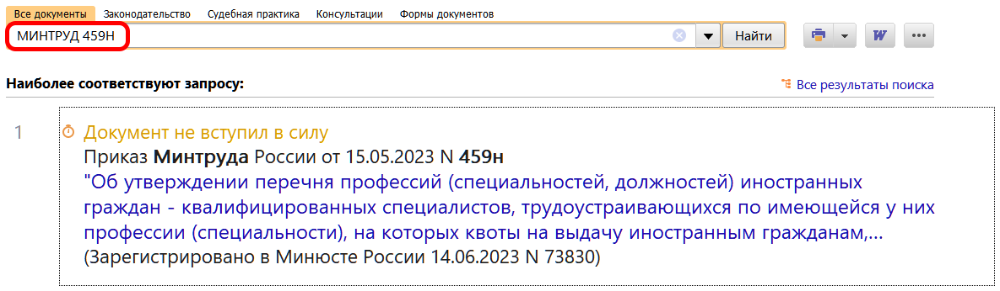 Все документы Законодательство Судебная практика Консультации Формы документов
МИНТРУД 459Н Найти W
Наиболее соответствуют запросу: Все результаты поиска
1 Документ не вступил в силу
Приказ Минтруда России от 15.05.2023 N 459н
"Об утверждении перечня профессий (специальностей, должностей) иностранных
граждан - квалифицированных специалистов, трудоустраивающихся по имеющейся у них
профессии (специальности), на которых квоты на выдачу иностранным гражданам,...
(Зарегистрировано в Минюсте России 14.06.2023 N 73830)